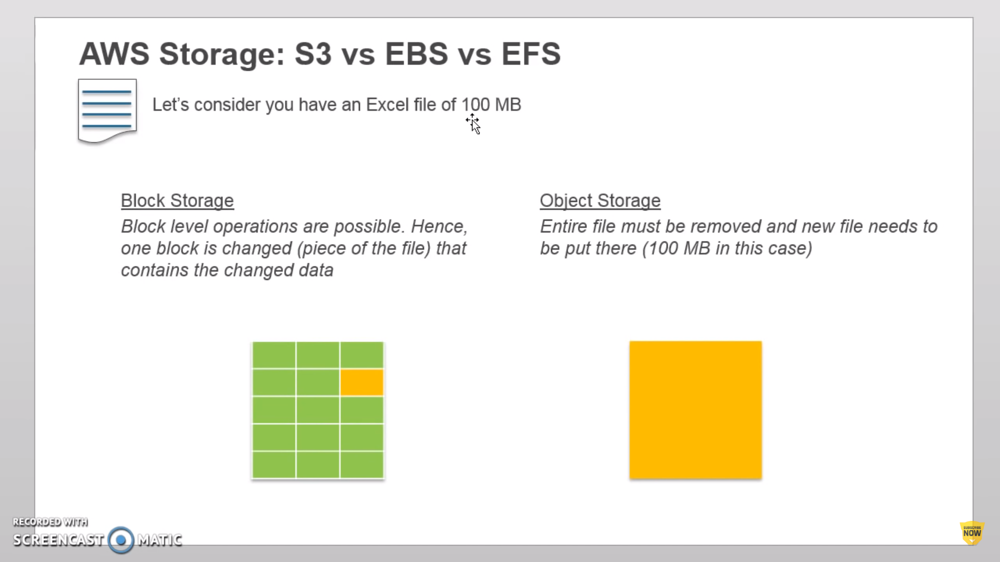 AWS Storage: S3 vs EBS vs EFS
Let’s consider you have an Excel file of 100 MB
Block Storage
Block level operations are possible. Hence,
one block is changed (piece of the file) that
contains the changed data
Object Storage
Entire file must be removed and new file needs to
be put there (100 MB in this case)
RECORDED WITH
SCREENCAST MATIC
SUBSCRIBE
NOW